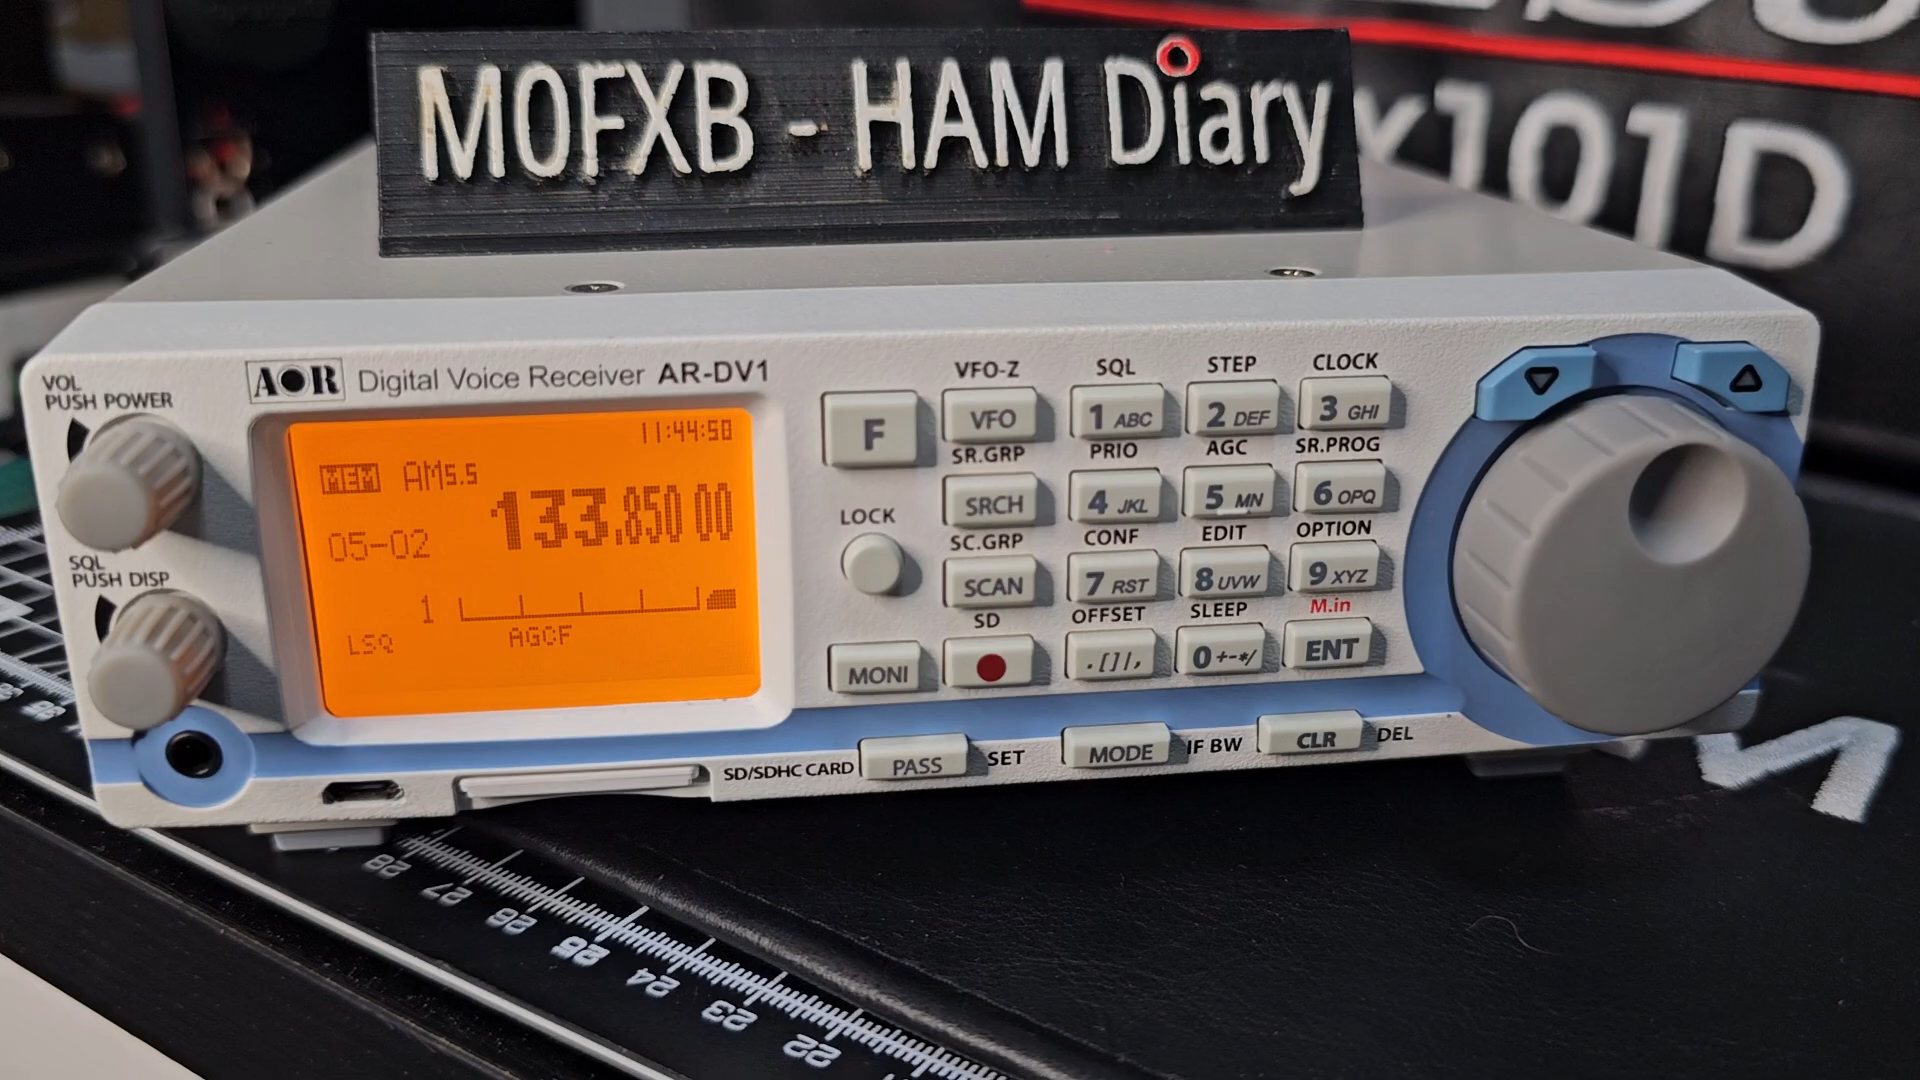 M0FXB - HAM Diary
x101D
VOL
PUSH POWER
AOR Digital Voice Receiver AR-DV1
11:44:58
MEM AM5.5
133.850 00
05-02
1
LSQ AGCF
SQL
PUSH DISP
F
LOCK
MONI
VFO-Z SQL STEP CLOCK
VFO 1 ABC 2 DEF 3 GHI
SR.GRP PRIO AGC SR.PROG
SRCH 4 JKL 5 MN 6 OPQ
SC.GRP CONF EDIT OPTION
SCAN 7 RST 8 UVW 9 XYZ
SD OFFSET SLEEP M.in
.[]|, 0 +-*/ ENT
SD/SDHC CARD PASS SET MODE IF BW CLR DEL
28 27 26 25 24 23 22